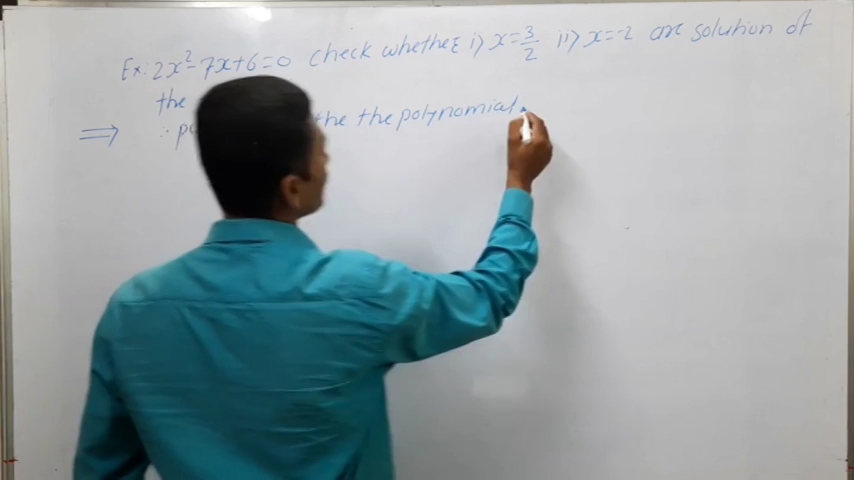 Ex: 2x²-7x+6=0 check whether i) x=3/2 ii) x=-2 are solution of
the
⇒ ∴ p the the polynomial